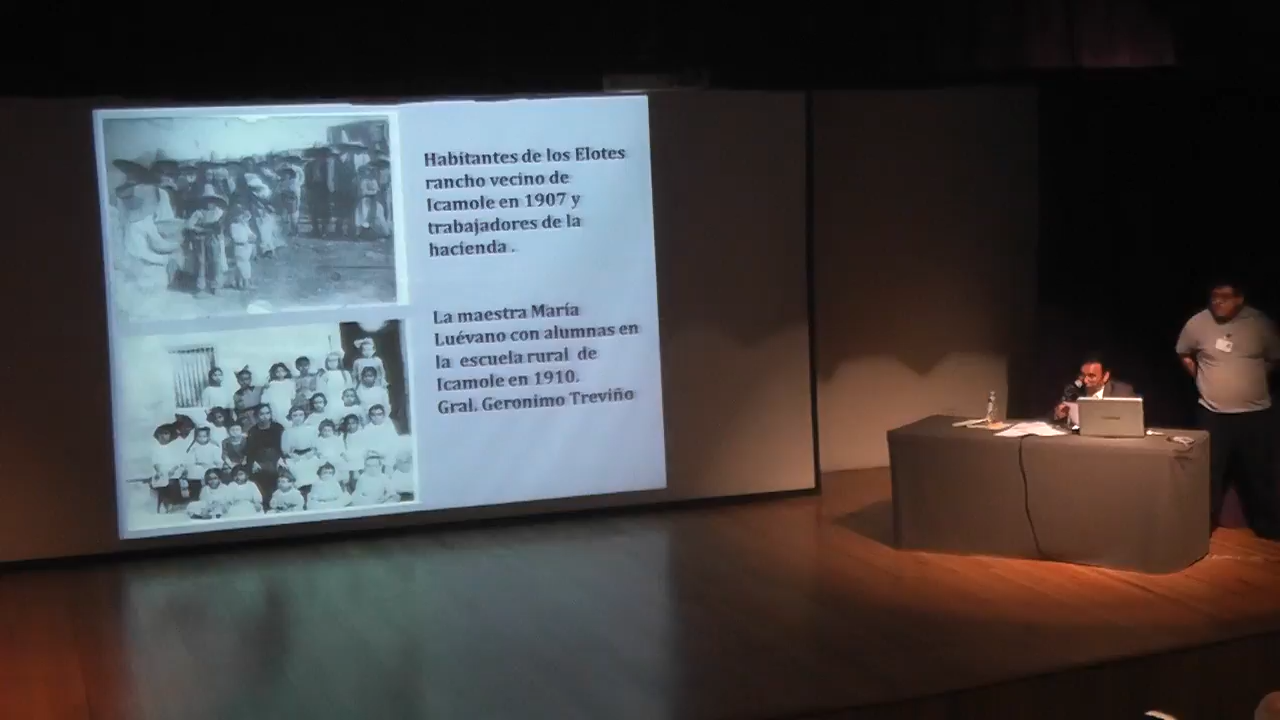 Habitantes de los Elotes
rancho vecino de
Icamole en 1907 y
trabajadores de la
hacienda .
La maestra María
Luévano con alumnas en
la escuela rural de
Icamole en 1910.
Gral. Geronimo Treviño